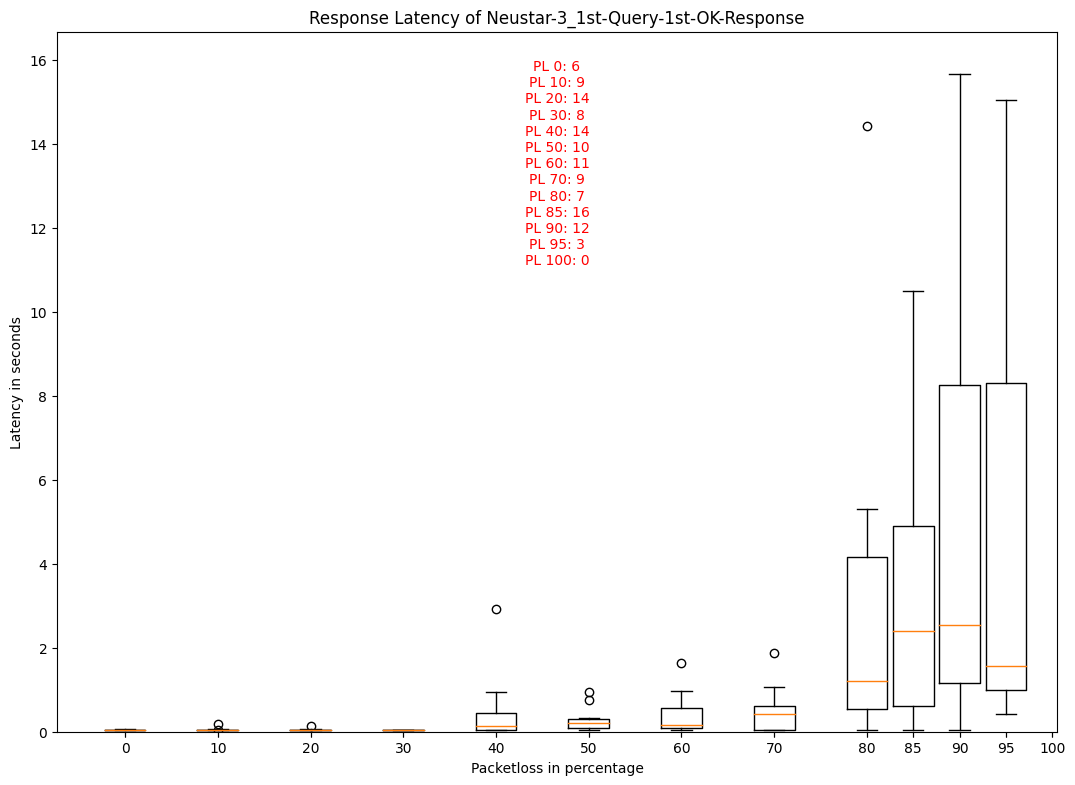 Response Latency of Neustar-3_1st-Query-1st-OK-Response
PL 0: 6
PL 10: 9
PL 20: 14
PL 30: 8
PL 40: 14
PL 50: 10
PL 60: 11
PL 70: 9
PL 80: 7
PL 85: 16
PL 90: 12
PL 95: 3
PL 100: 0
Latency in seconds
16
14
12
10
8
6
4
2
0
0 10 20 30 40 50 60 70 80 85 90 95 100
Packetloss in percentage